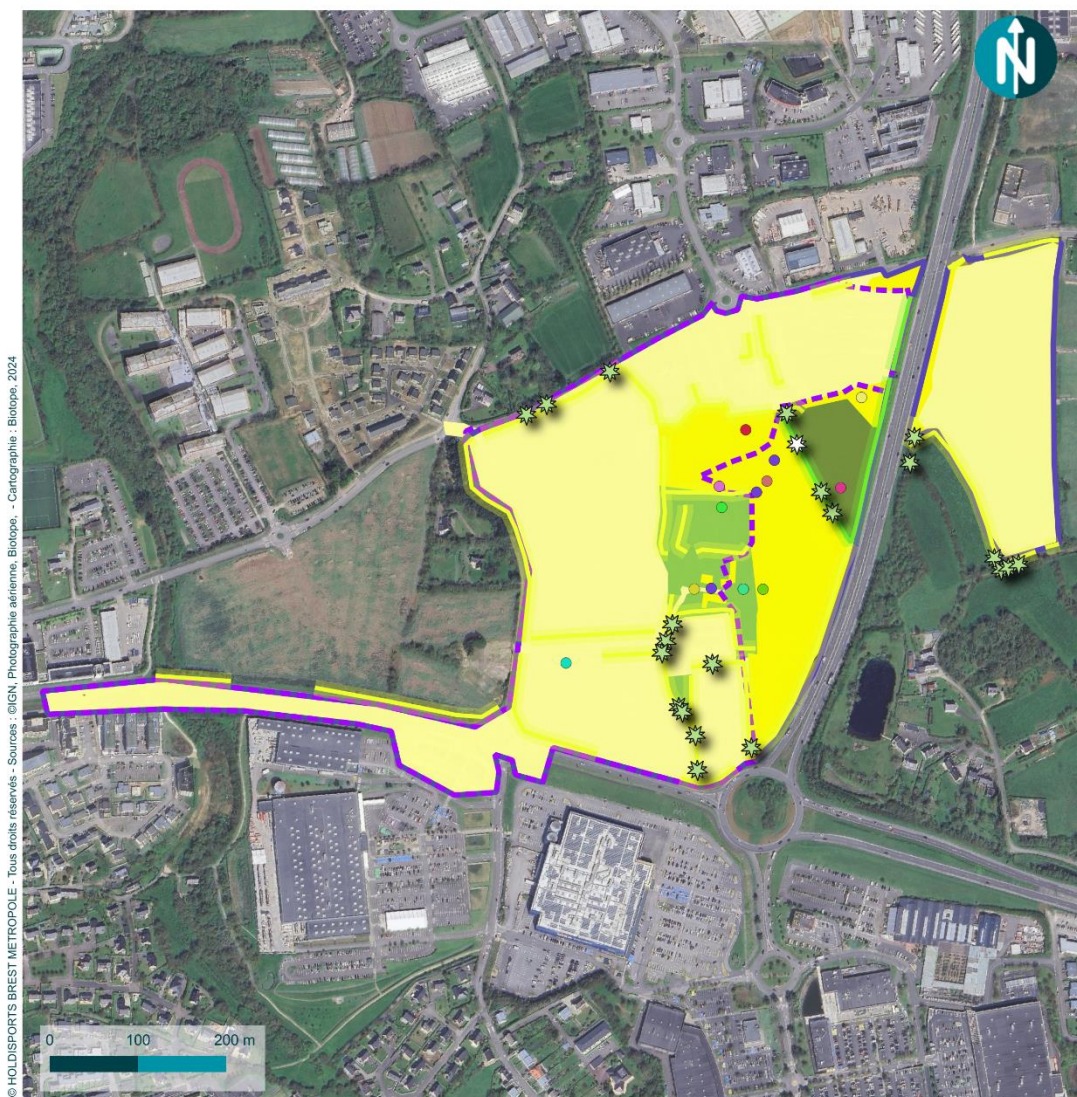 N
© HOLDISPORTS BREST METROPOLE - Tous droits réservés - Sources : ©IGN, Photographie aérienne, Biotope, - Cartographie : Biotope, 2024
0 100 200 m